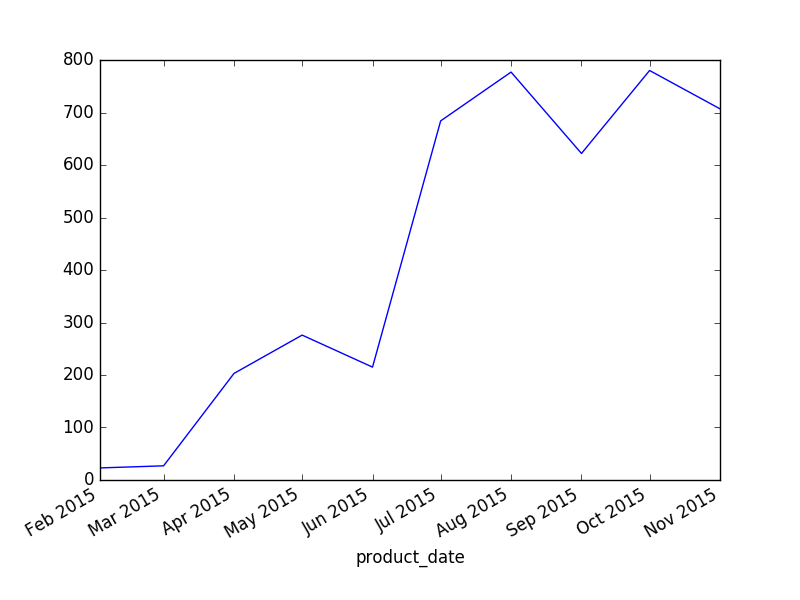 800
700
600
500
400
300
200
100
0
Feb 2015
Mar 2015
Apr 2015
May 2015
Jun 2015
Jul 2015
Aug 2015
Sep 2015
Oct 2015
Nov 2015
product_date